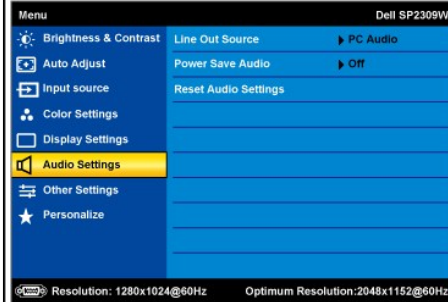 Menu Dell SP2309W
Brightness & Contrast Line Out Source PC Audio
Auto Adjust Power Save Audio Off
Input source Reset Audio Settings
Color Settings
Display Settings
Audio Settings
Other Settings
Personalize
Resolution: 1280x1024@60Hz Optimum Resolution:2048x1152@60Hz